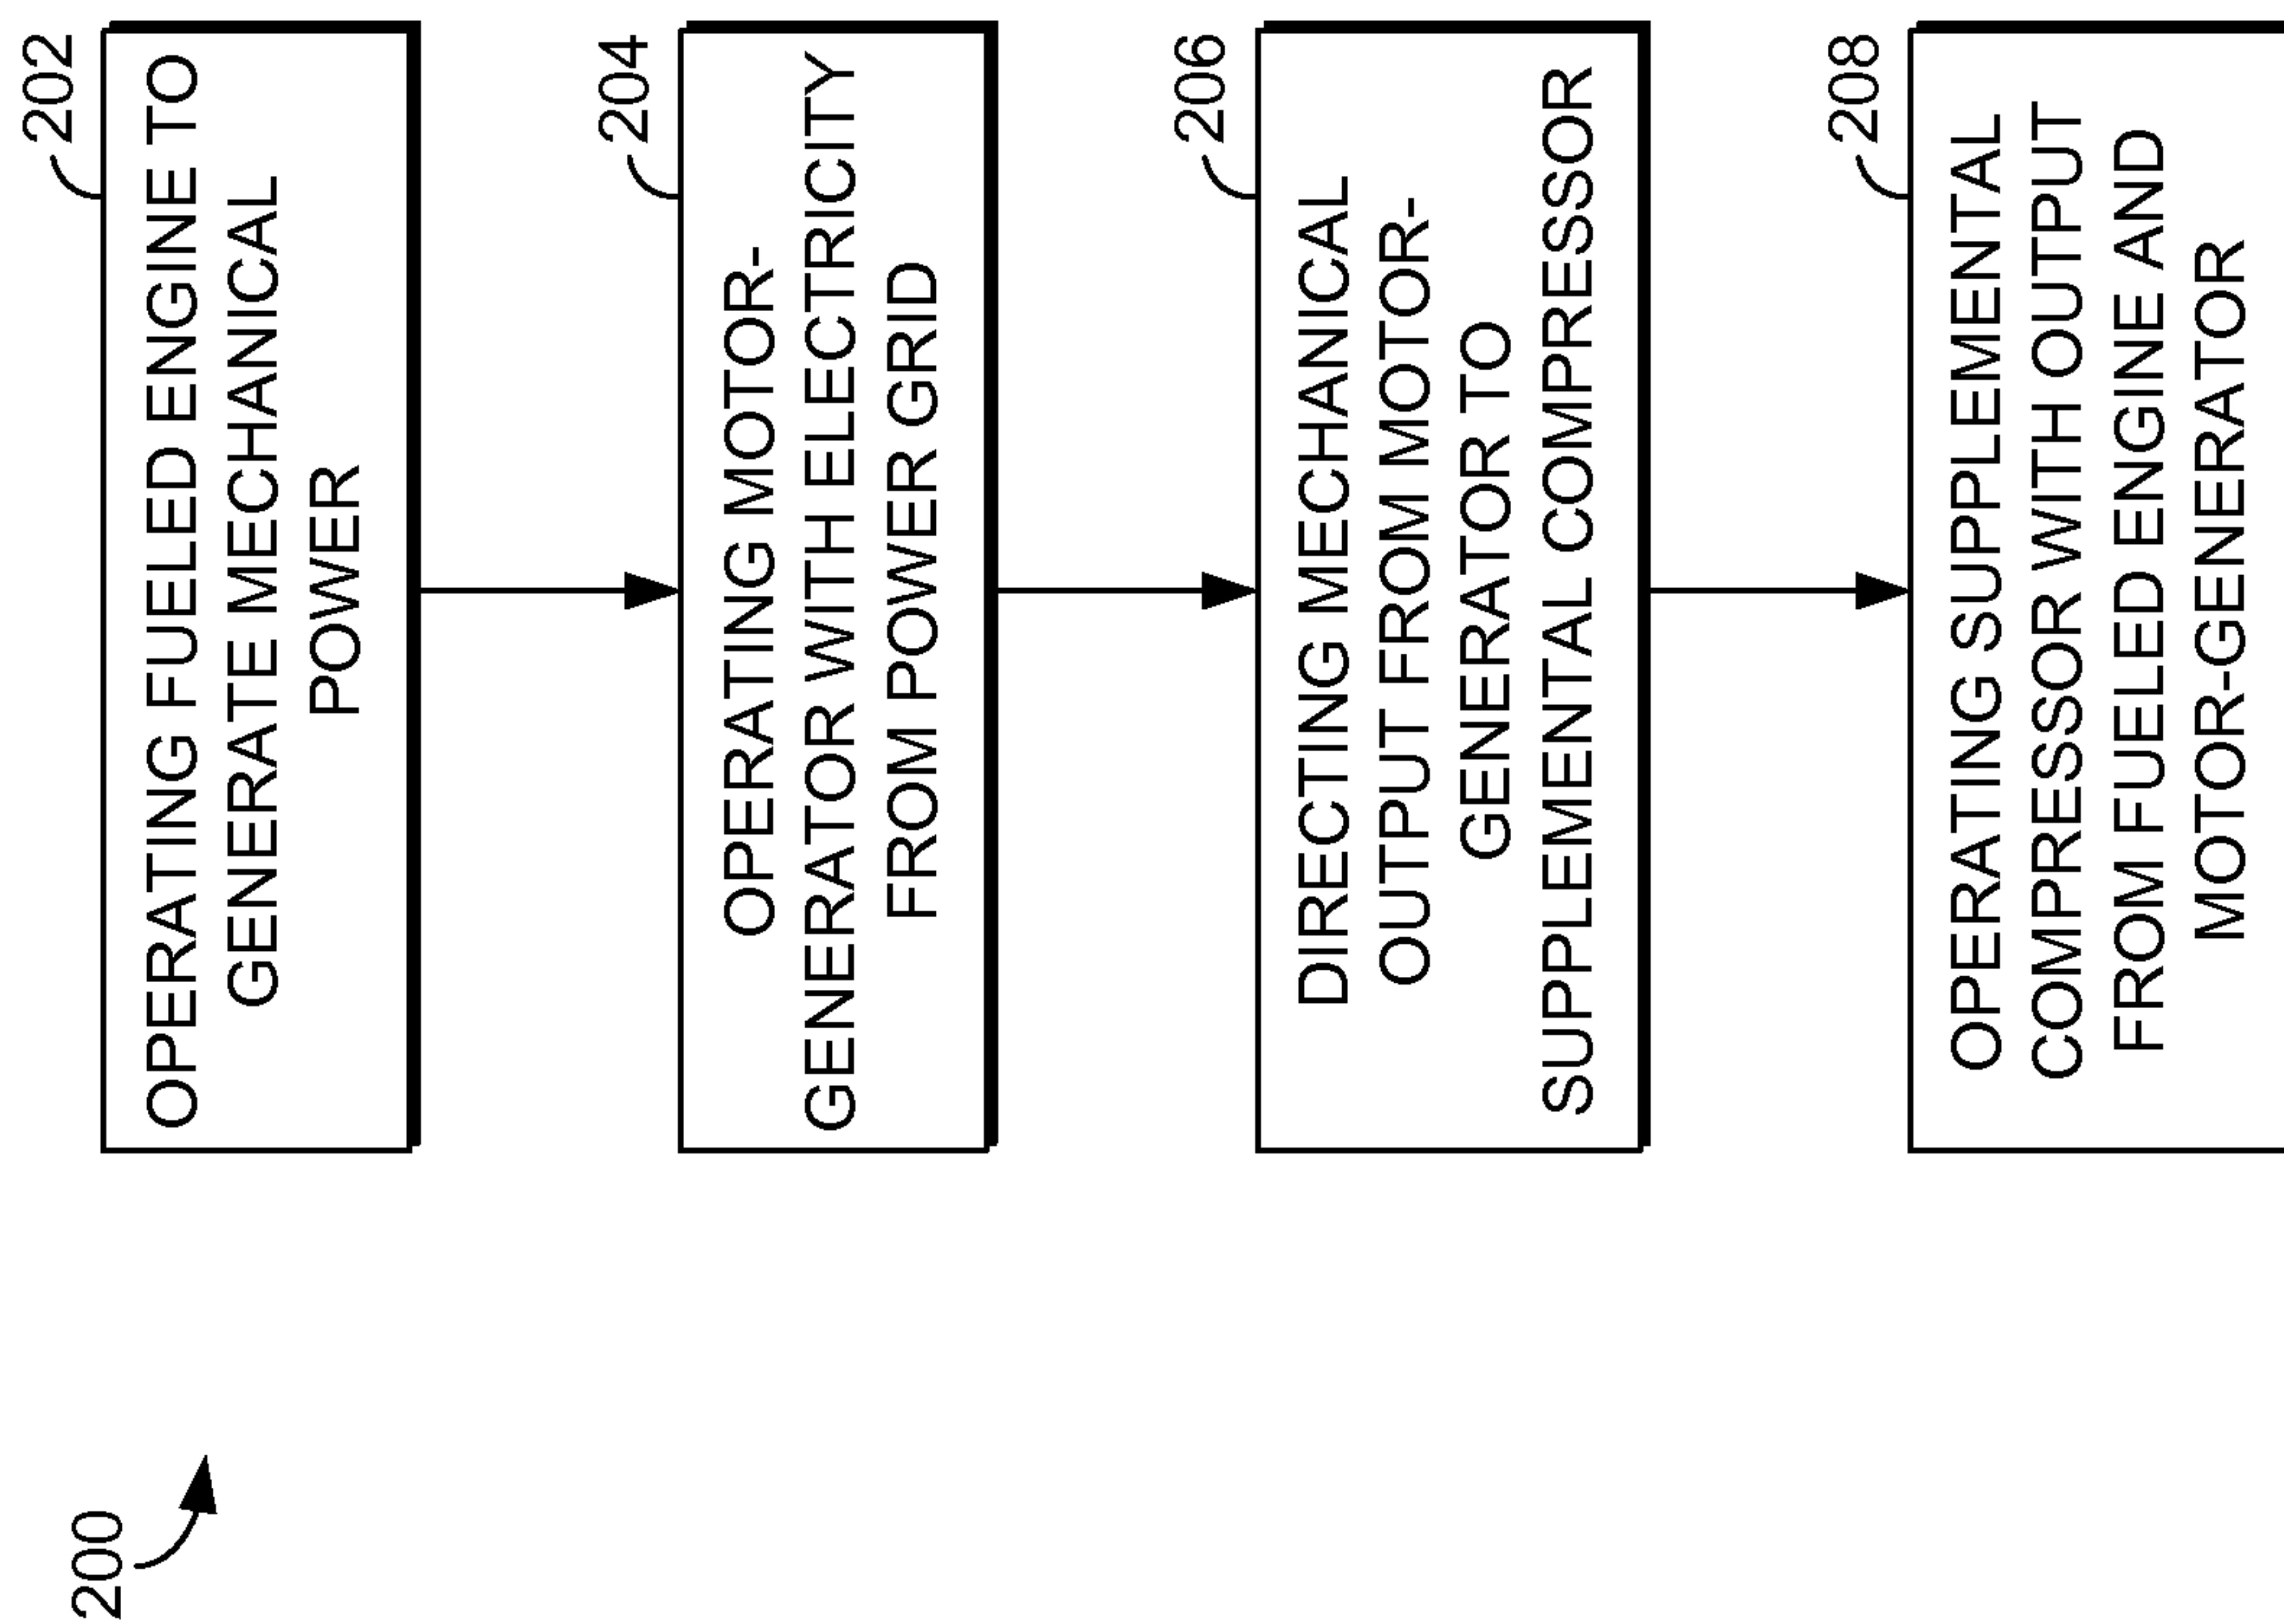 200
202
OPERATING FUELED ENGINE TO
GENERATE MECHANICAL
POWER
204
OPERATING MOTOR-
GENERATOR WITH ELECTRICITY
FROM POWER GRID
206
DIRECTING MECHANICAL
OUTPUT FROM MOTOR-
GENERATOR TO
SUPPLEMENTAL COMPRESSOR
208
OPERATING SUPPLEMENTAL
COMPRESSOR WITH OUTPUT
FROM FUELED ENGINE AND
MOTOR-GENERATOR